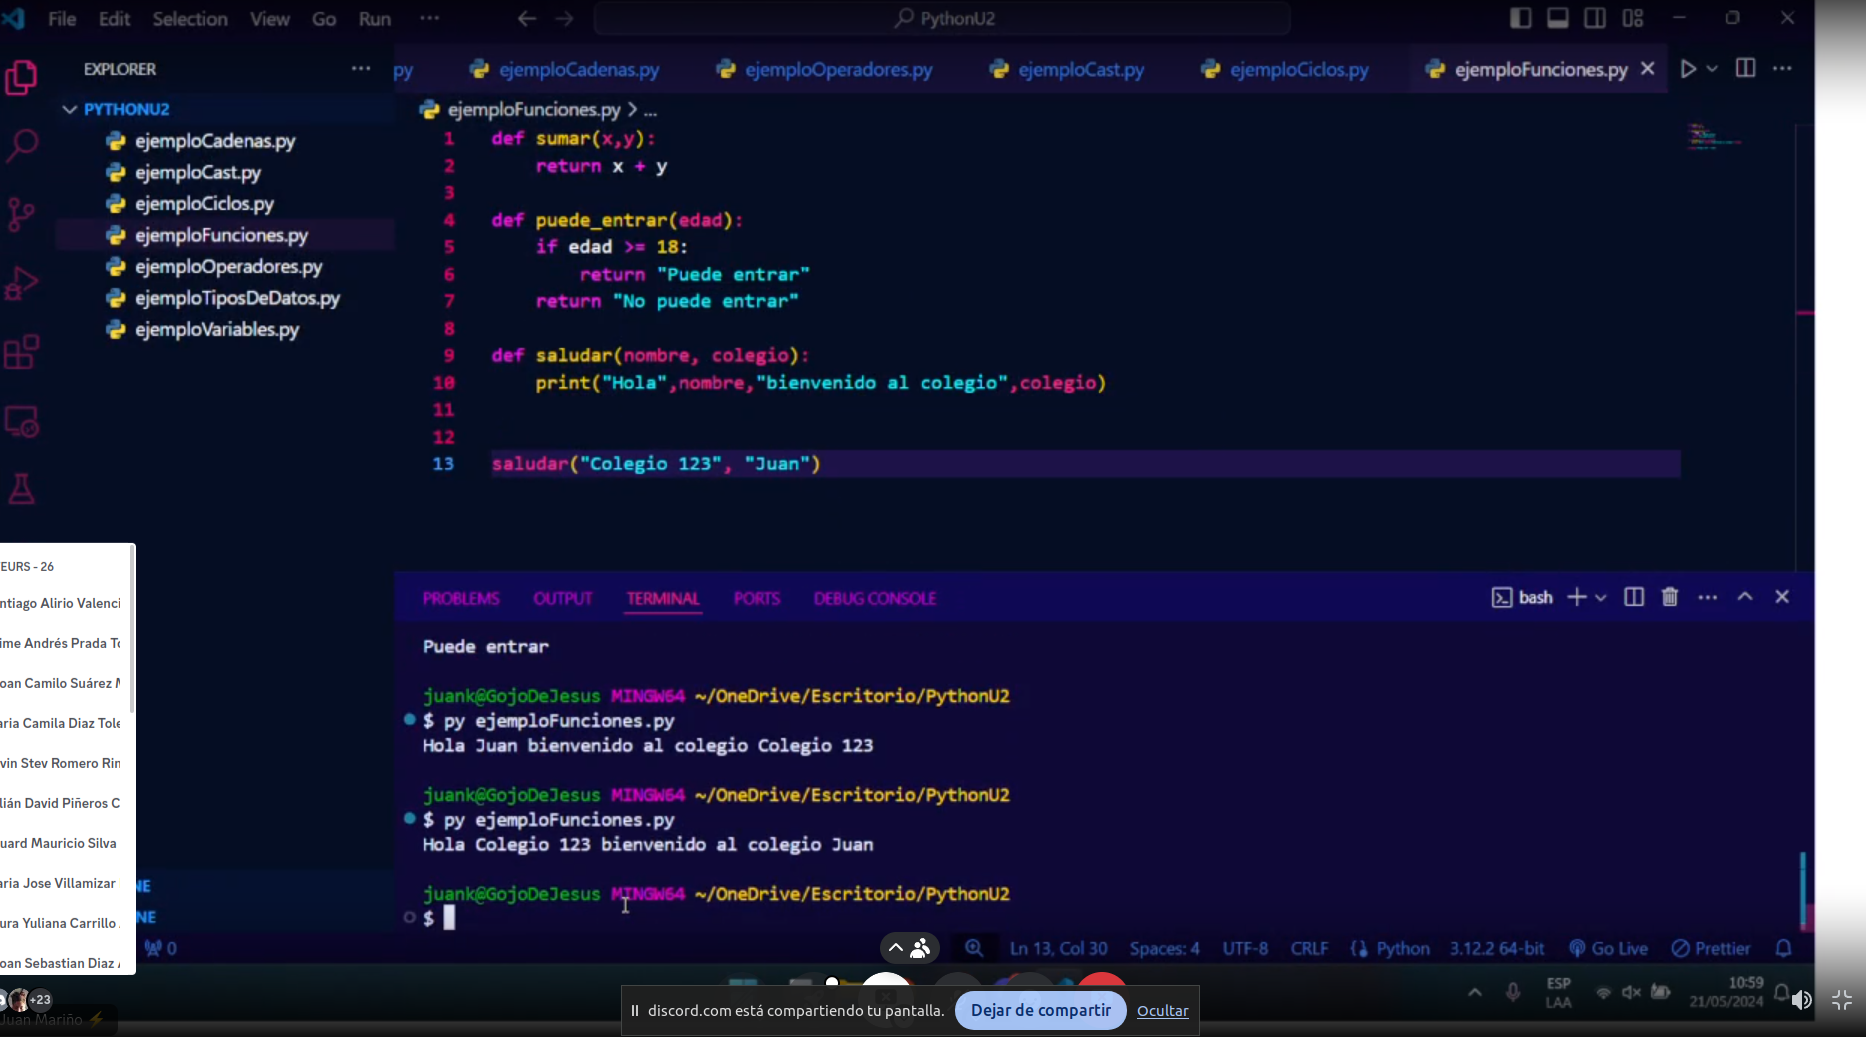 File Edit Selection View Go Run ...
PythonU2
EXPLORER
py ejemploCadenas.py ejemploOperadores.py ejemploCast.py ejemploCiclos.py ejemploFunciones.py
PYTHONU2
ejemploCadenas.py
ejemploCast.py
ejemploCiclos.py
ejemploFunciones.py
ejemploOperadores.py
ejemploTiposDeDatos.py
ejemploVariables.py
ejemploFunciones.py > ...
1 def sumar(x,y):
2 return x + y
3
4 def puede_entrar(edad):
5 if edad >= 18:
6 return "Puede entrar"
7 return "No puede entrar"
8
9 def saludar(nombre, colegio):
10 print("Hola",nombre,"bienvenido al colegio",colegio)
11
12
13 saludar("Colegio 123", "Juan")
EURS - 26
ntiago Alirio Valenci
ime Andrés Prada To
oan Camilo Suárez M
aria Camila Diaz Tole
vin Stev Romero Rin
lián David Piñeros C
uard Mauricio Silva
aria Jose Villamizar
ura Yuliana Carrillo
oan Sebastian Diaz A
+23
Juan Mariño
NE
NE
0
PROBLEMS OUTPUT TERMINAL PORTS DEBUG CONSOLE
bash
Puede entrar
juank@GojoDeJesus MINGW64 ~/OneDrive/Escritorio/PythonU2
$ py ejemploFunciones.py
Hola Juan bienvenido al colegio Colegio 123
juank@GojoDeJesus MINGW64 ~/OneDrive/Escritorio/PythonU2
$ py ejemploFunciones.py
Hola Colegio 123 bienvenido al colegio Juan
juank@GojoDeJesus MINGW64 ~/OneDrive/Escritorio/PythonU2
$
Ln 13, Col 30 Spaces: 4 UTF-8 CRLF Python 3.12.2 64-bit Go Live Prettier
ESP
LAA
10:59
21/05/2024
discord.com está compartiendo tu pantalla. Dejar de compartir Ocultar